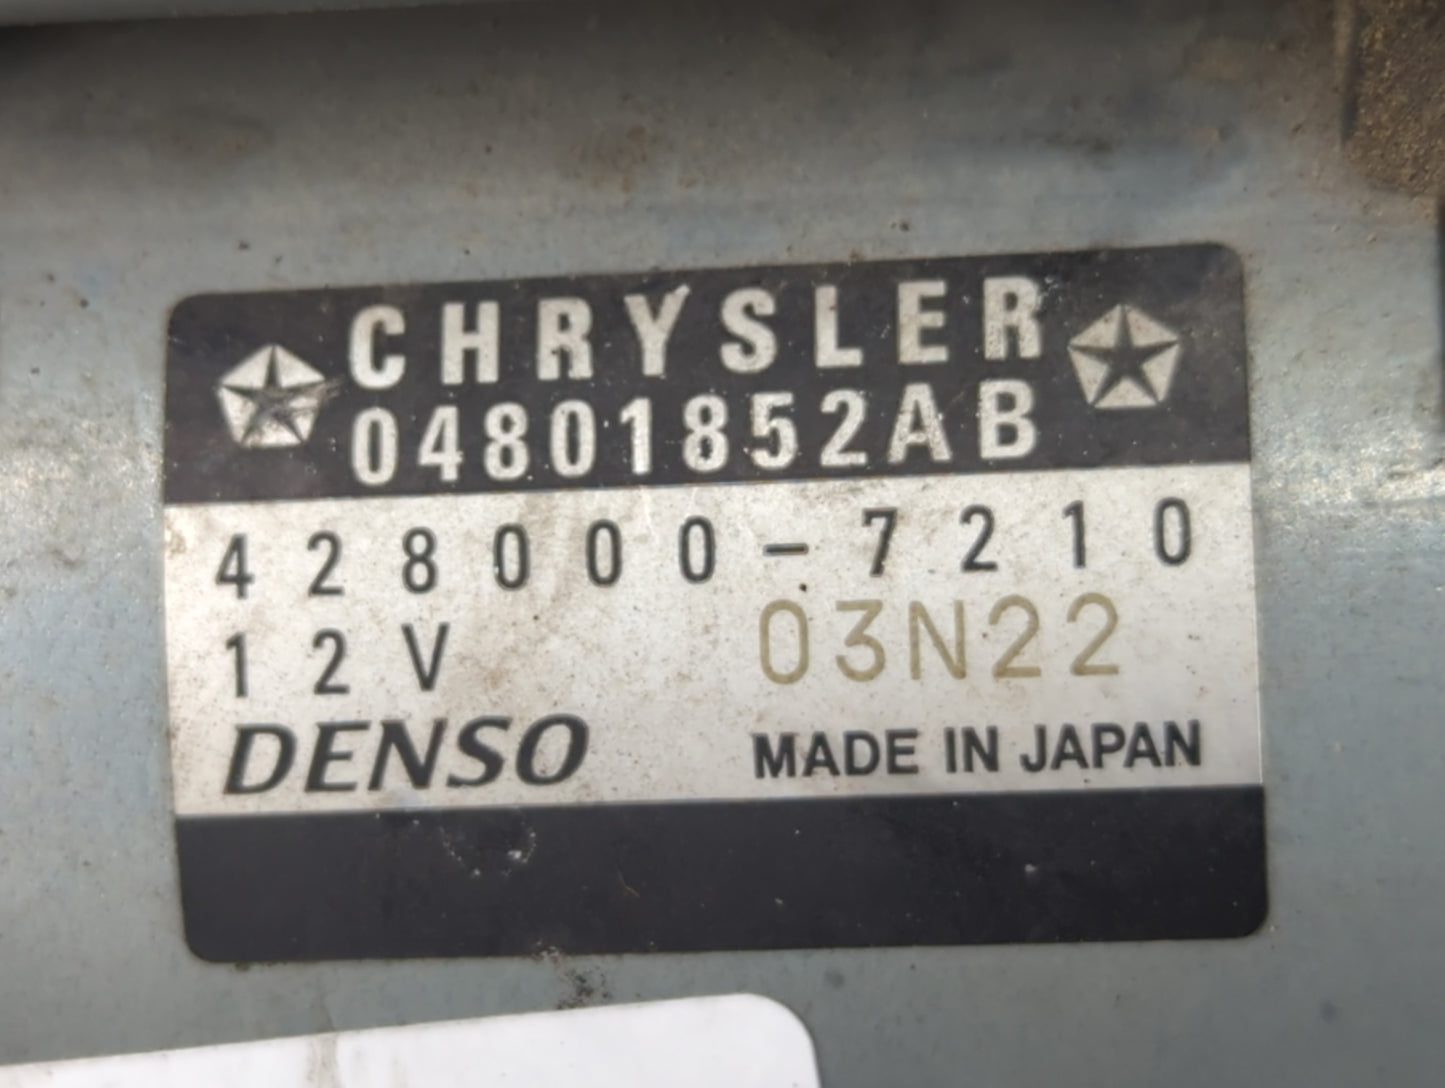 CHRYSLER
04801852AB
428000-7210
12V 03N22
DENSO MADE IN JAPAN